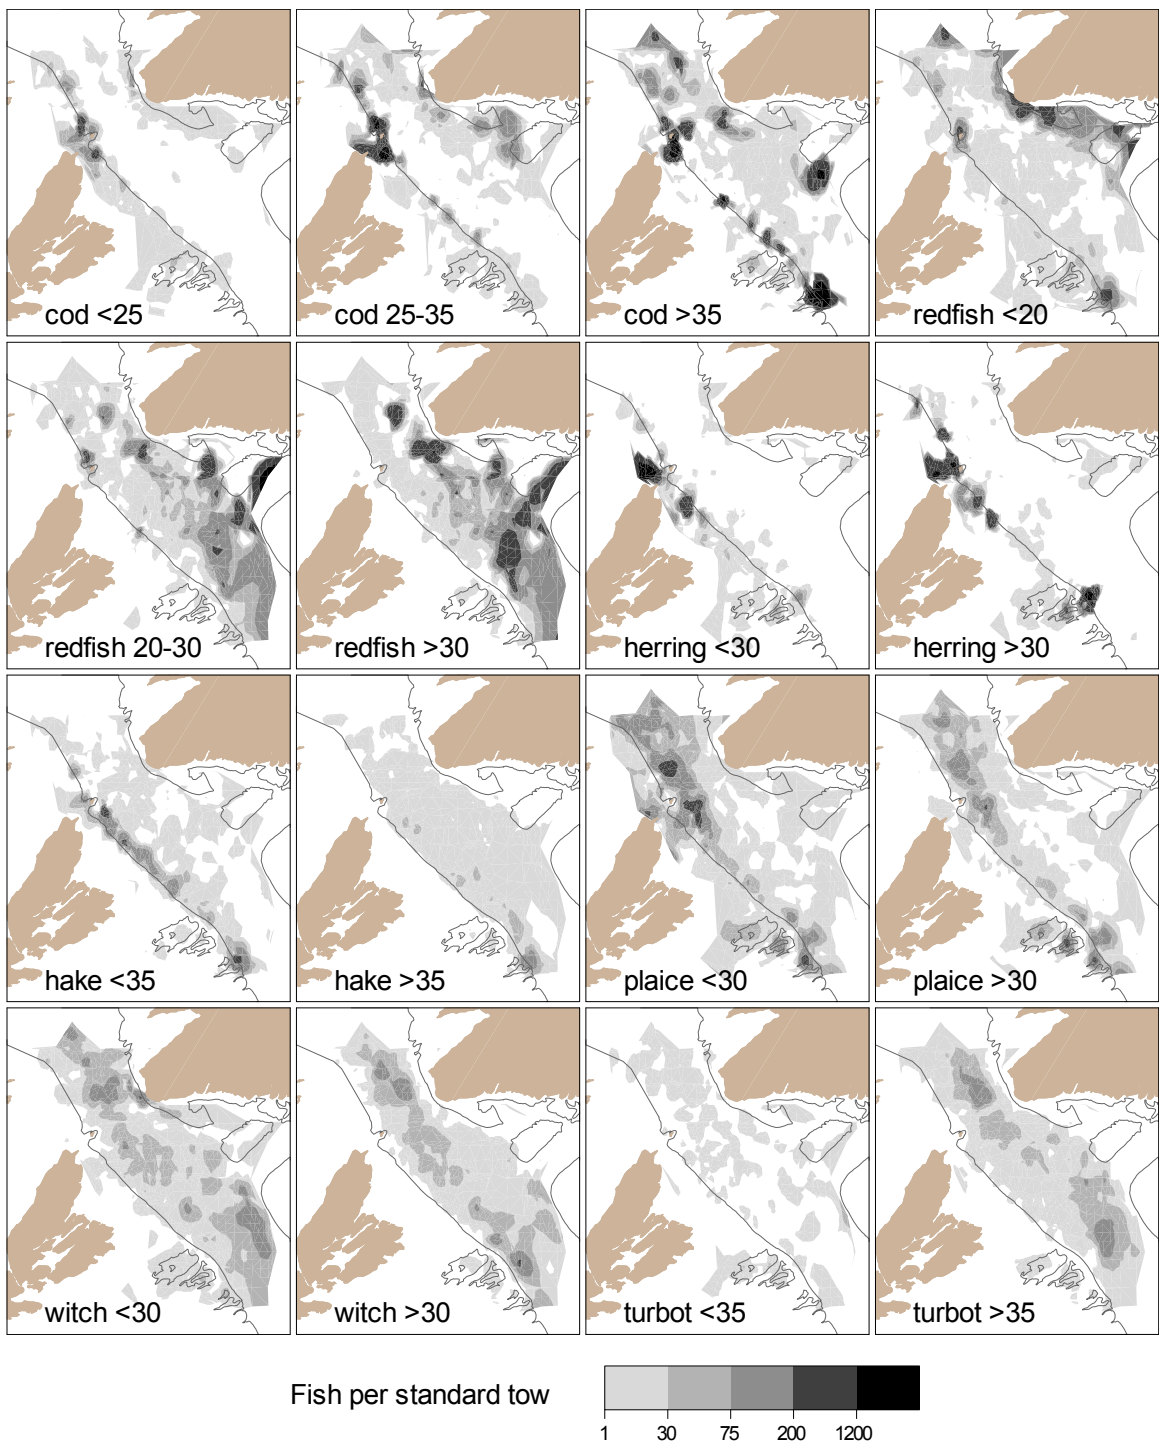 cod <25
cod 25-35
cod >35
redfish <20
redfish 20-30
redfish >30
herring <30
herring >30
hake <35
hake >35
plaice <30
plaice >30
witch <30
witch >30
turbot <35
turbot >35
Fish per standard tow
1 30 75 200 1200